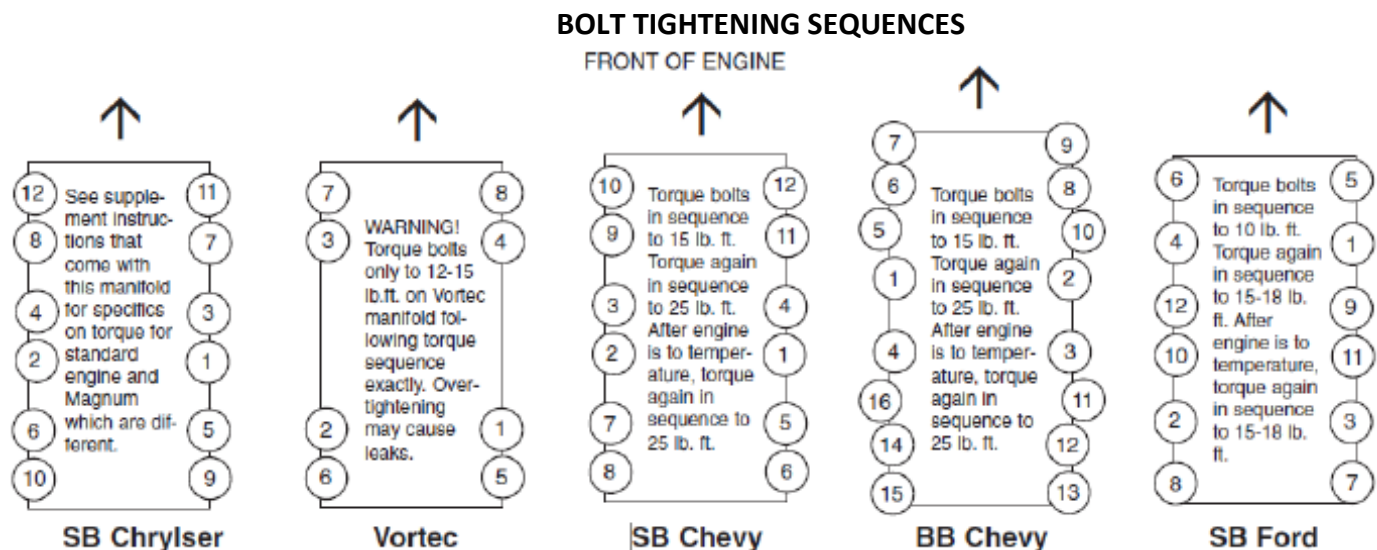 BOLT TIGHTENING SEQUENCES
FRONT OF ENGINE
12
11
8
7
4
3
2
1
6
5
10
9
See supple-
ment instruc-
tions that
come with
this manifold
for specifics
on torque for
standard
engine and
Magnum
which are dif-
ferent.
SB Chrylser
7
8
3
4
2
1
6
5
WARNING!
Torque bolts
only to 12-15
lb.ft. on Vortec
manifold fol-
lowing torque
sequence
exactly. Over-
tightening
may cause
leaks.
Vortec
10
12
9
11
3
4
2
1
7
5
8
6
Torque bolts
in sequence
to 15 lb. ft.
Torque again
in sequence
to 25 lb. ft.
After engine
is to temper-
ature, torque
again in
sequence to
25 lb. ft.
SB Chevy
7
9
6
8
5
10
1
2
4
3
16
11
14
12
15
13
Torque bolts
in sequence
to 15 lb. ft.
Torque again
in sequence
to 25 lb. ft.
After engine
is to temper-
ature, torque
again in
sequence to
25 lb. ft.
BB Chevy
6
5
4
1
12
9
10
11
2
3
8
7
Torque bolts
in sequence
to 10 lb. ft.
Torque again
in sequence
to 15-18 lb.
ft. After
engine is to
temperature,
torque again
in sequence
to 15-18 lb.
ft.
SB Ford